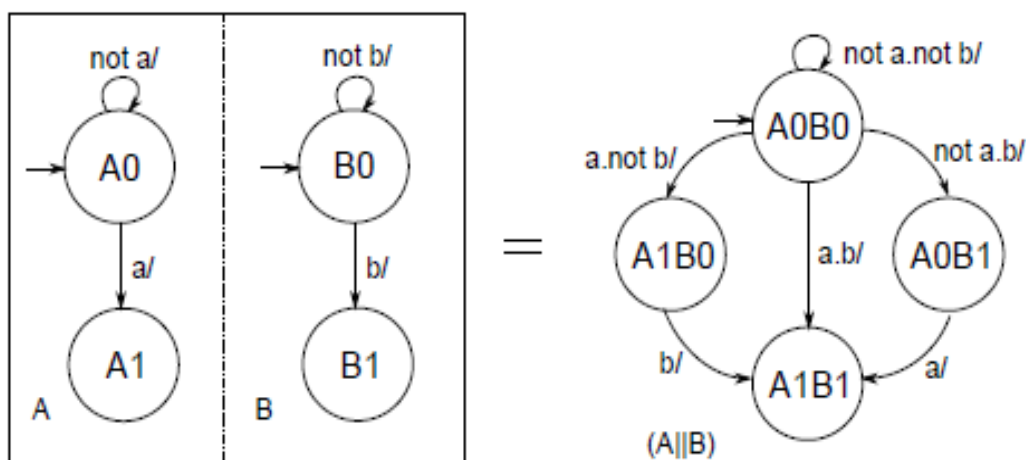 not a/
A0
a/
A1
A
not b/
B0
b/
B1
B
=
not a.not b/
A0B0
a.not b/
not a.b/
A1B0
a.b/
A0B1
b/
a/
A1B1
(A||B)